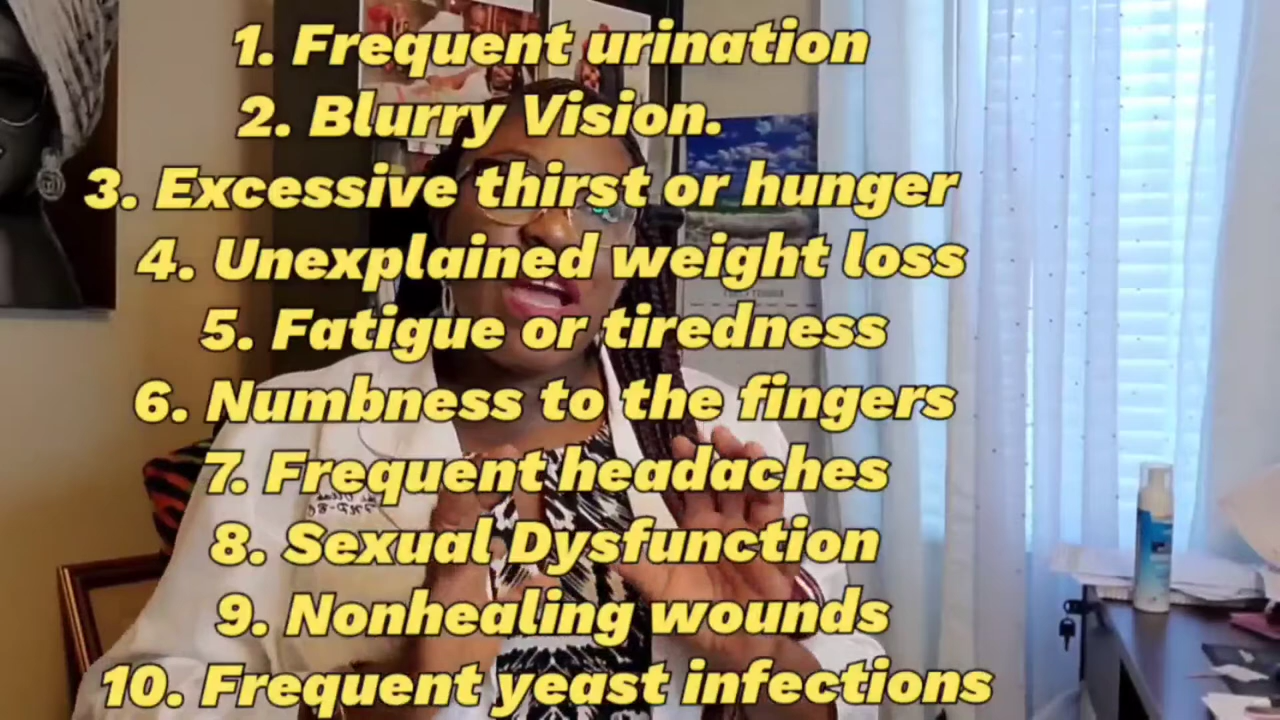 1. Frequent urination
2. Blurry Vision.
3. Excessive thirst or hunger
4. Unexplained weight loss
5. Fatigue or tiredness
6. Numbness to the fingers
7. Frequent headaches
8. Sexual Dysfunction
9. Nonhealing wounds
10. Frequent yeast infections